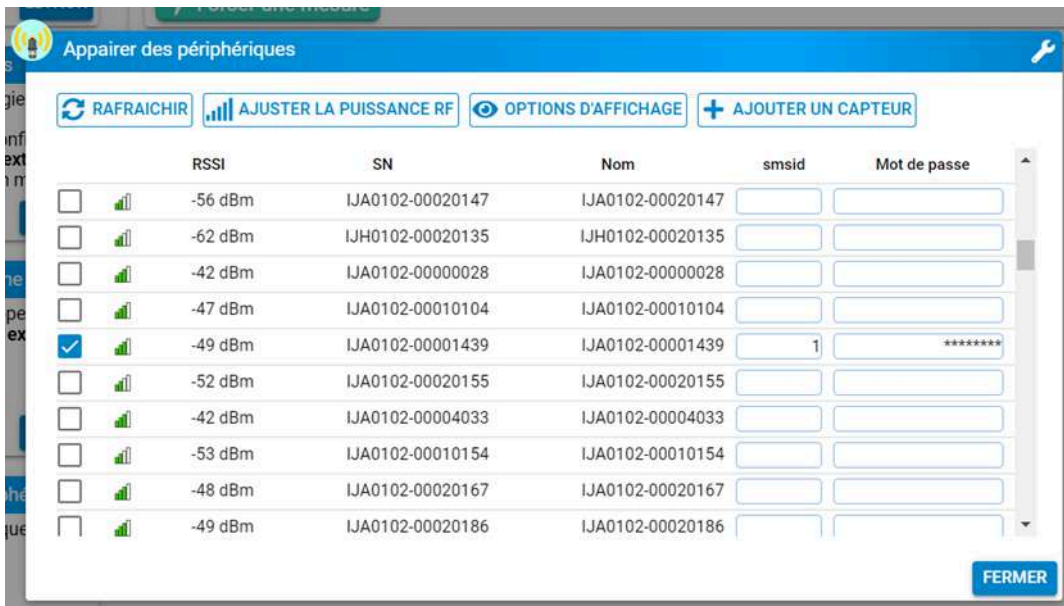 Forcer une mesure
Appairer des périphériques
RAFRAICHIR AJUSTER LA PUISSANCE RF OPTIONS D'AFFICHAGE AJOUTER UN CAPTEUR
RSSI SN Nom smsid Mot de passe
-56 dBm IJA0102-00020147 IJA0102-00020147
-62 dBm IJH0102-00020135 IJH0102-00020135
-42 dBm IJA0102-00000028 IJA0102-00000028
-47 dBm IJA0102-00010104 IJA0102-00010104
-49 dBm IJA0102-00001439 IJA0102-00001439 1 ********
-52 dBm IJA0102-00020155 IJA0102-00020155
-42 dBm IJA0102-00004033 IJA0102-00004033
-53 dBm IJA0102-00010154 IJA0102-00010154
-48 dBm IJA0102-00020167 IJA0102-00020167
-49 dBm IJA0102-00020186 IJA0102-00020186
FERMER